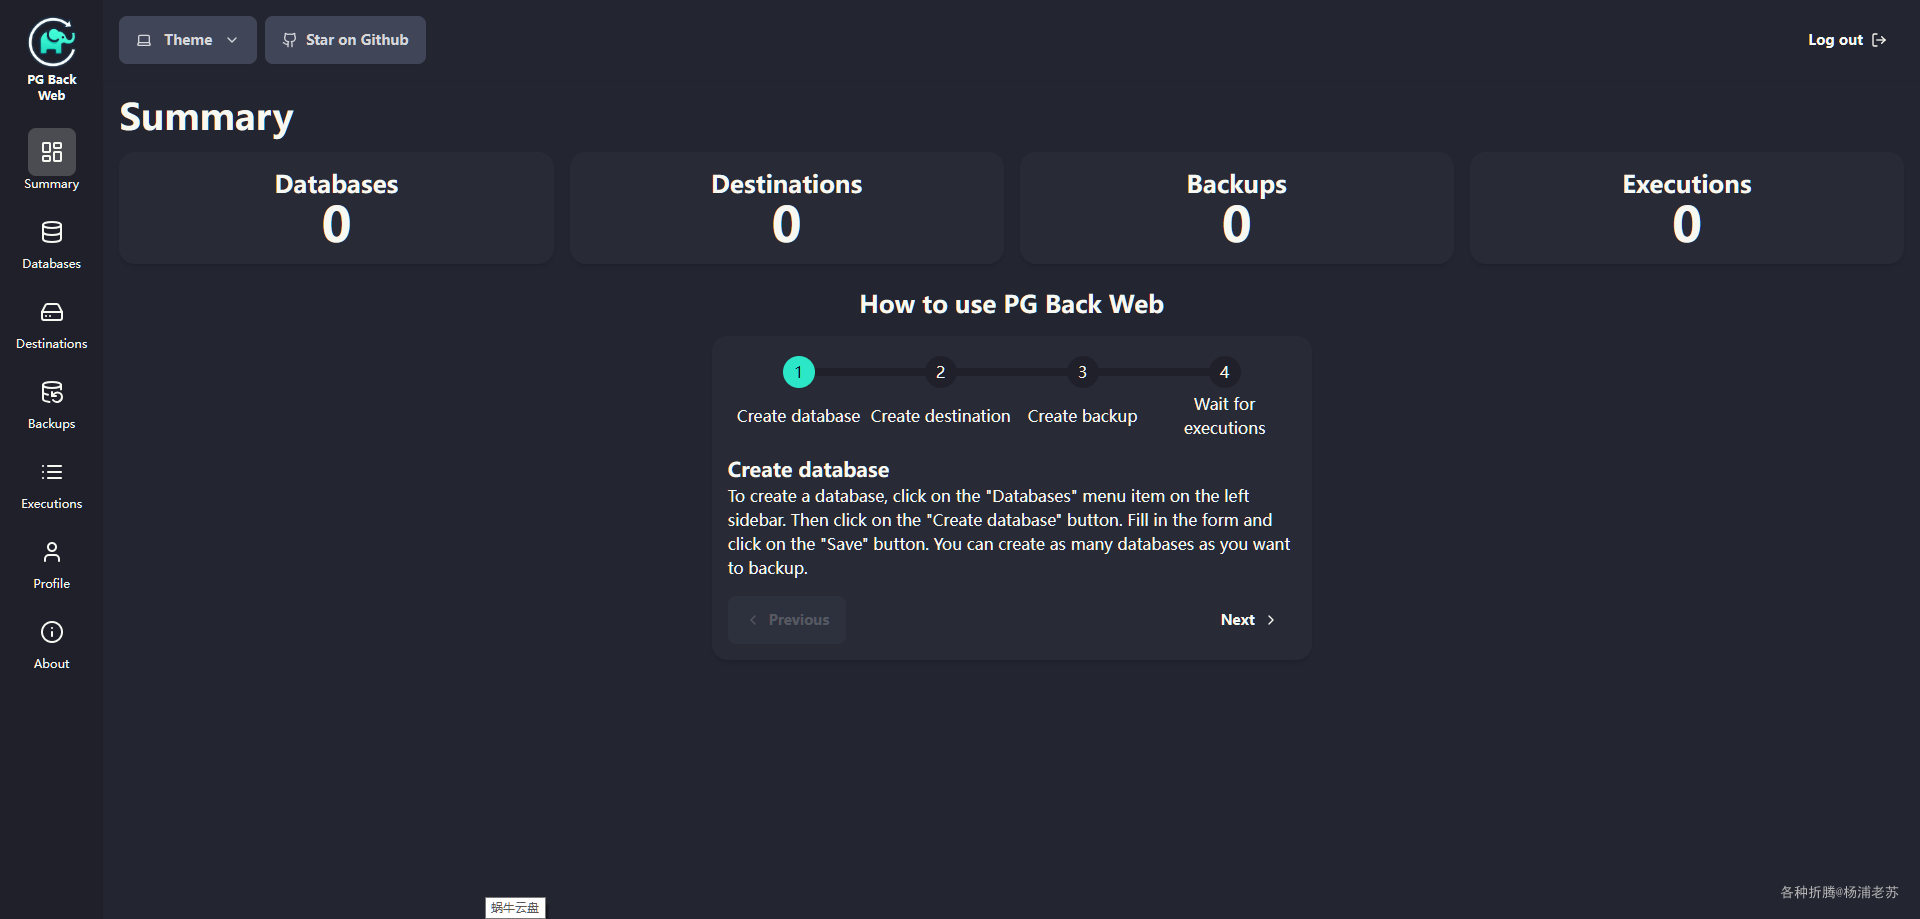 PG Back
Web
Summary
Databases
Destinations
Backups
Executions
Profile
About
Theme
Star on Github
Log out
Summary
Databases
0
Destinations
0
Backups
0
Executions
0
How to use PG Back Web
1
2
3
4
Create database
Create destination
Create backup
Wait for
executions
Create database
To create a database, click on the "Databases" menu item on the left
sidebar. Then click on the "Create database" button. Fill in the form and
click on the "Save" button. You can create as many databases as you want
to backup.
Previous
Next
蜗牛云盘
各种折腾@杨浦老苏